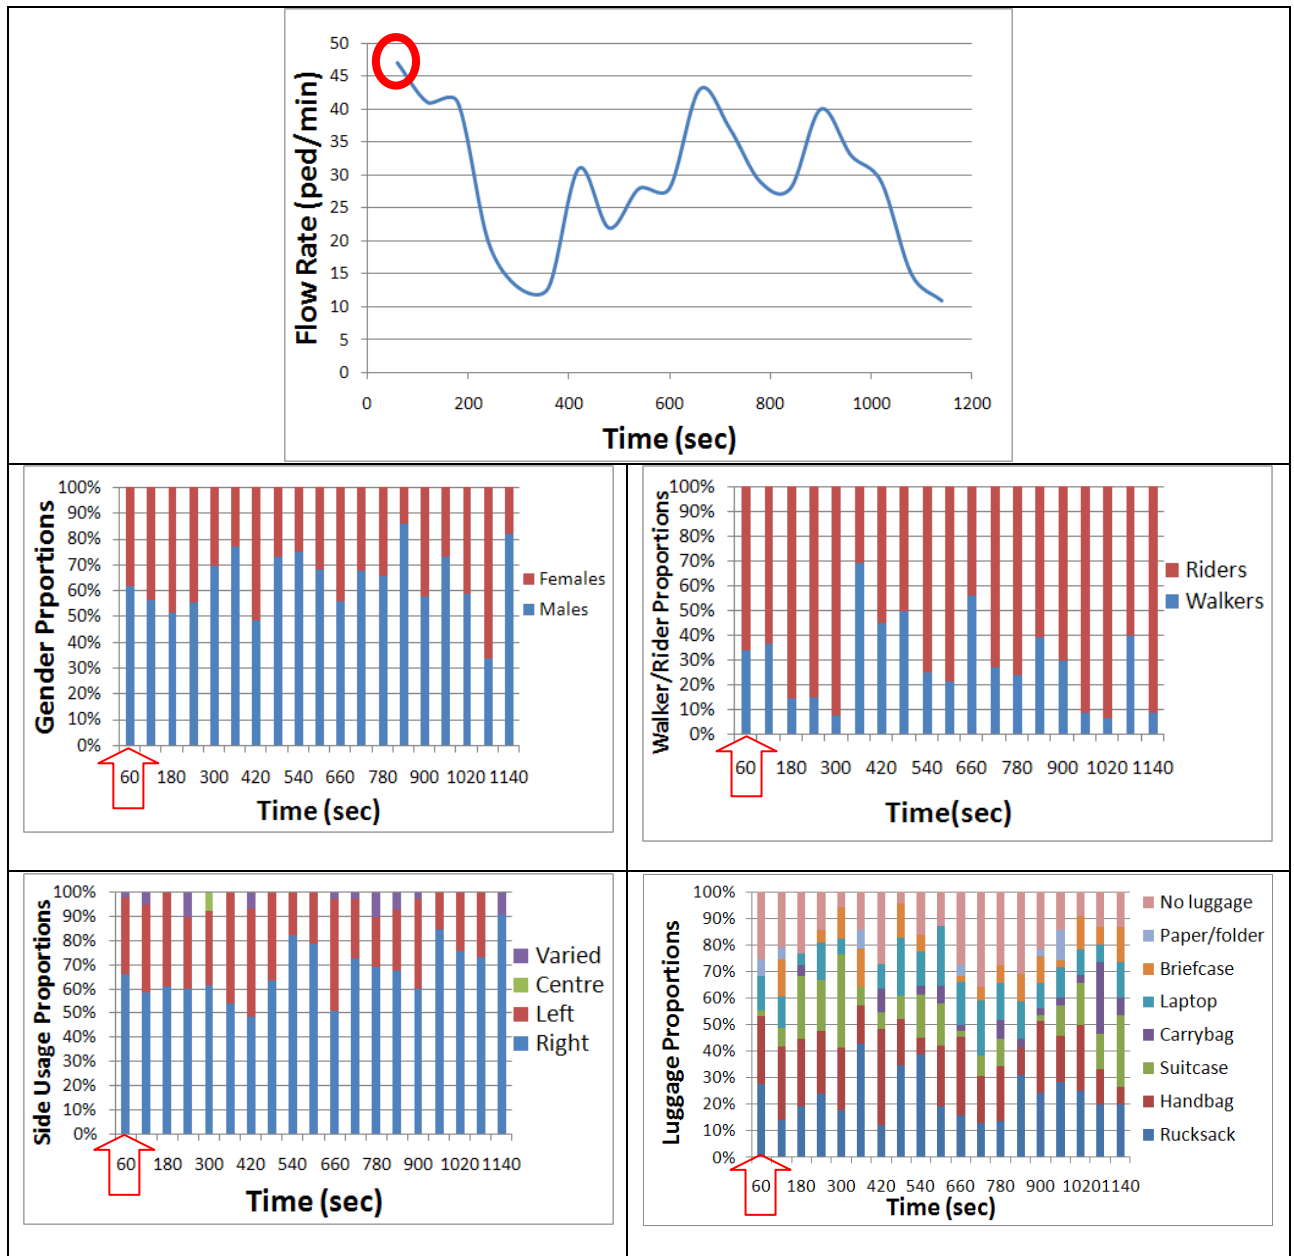 Flow Rate (ped/min)
50
45
40
35
30
25
20
15
10
5
0
0 200 400 600 800 1000 1200
Time (sec)
Gender Prportions
100%
90%
80%
70%
60%
50%
40%
30%
20%
10%
0%
60 180 300 420 540 660 780 900 1020 1140
Time (sec)
Females
Males
Walker/Rider Proportions
100%
90%
80%
70%
60%
50%
40%
30%
20%
10%
0%
60 180 300 420 540 660 780 900 1020 1140
Time(sec)
Riders
Walkers
Side Usage Proportions
100%
90%
80%
70%
60%
50%
40%
30%
20%
10%
0%
60 180 300 420 540 660 780 900 1020 1140
Time (sec)
Varied
Centre
Left
Right
Luggage Proportions
100%
90%
80%
70%
60%
50%
40%
30%
20%
10%
0%
60 180 300 420 540 660 780 900 1020 1140
Time (sec)
No luggage
Paper/folder
Briefcase
Laptop
Carrybag
Suitcase
Handbag
Rucksack